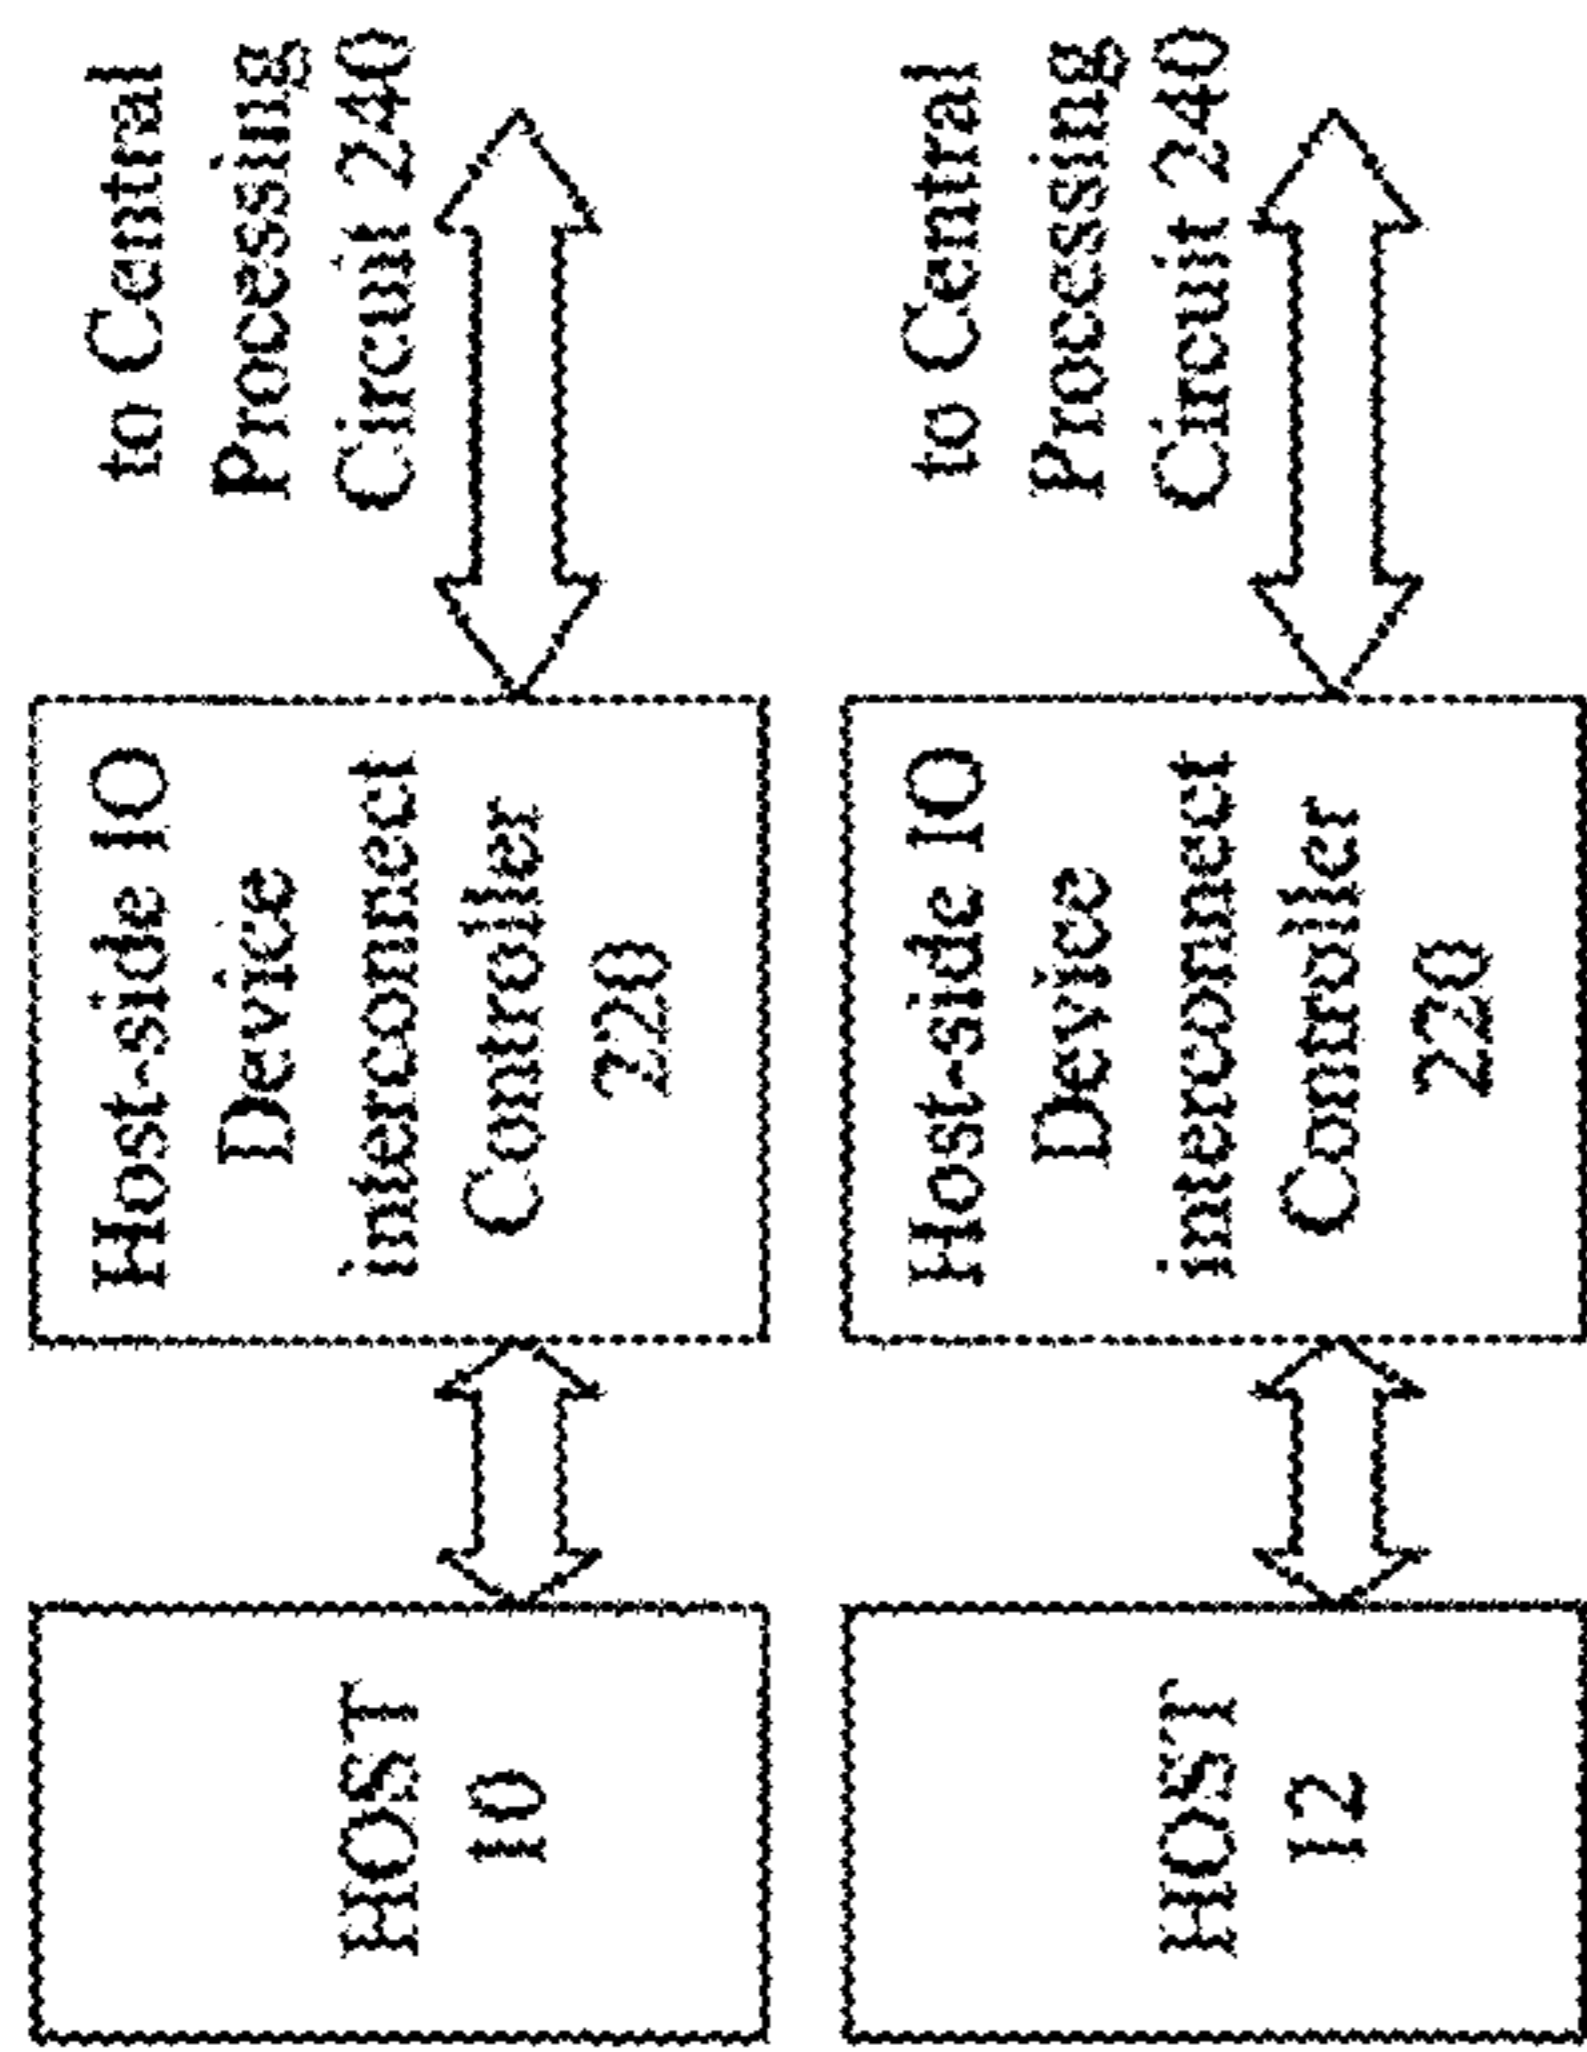 HOST
10
Host-side IO
Device
interconnect
Controller
220
to Central
Processing
Circuit 240
HOST
12
Host-side IO
Device
interconnect
Controller
220
to Central
Processing
Circuit 240